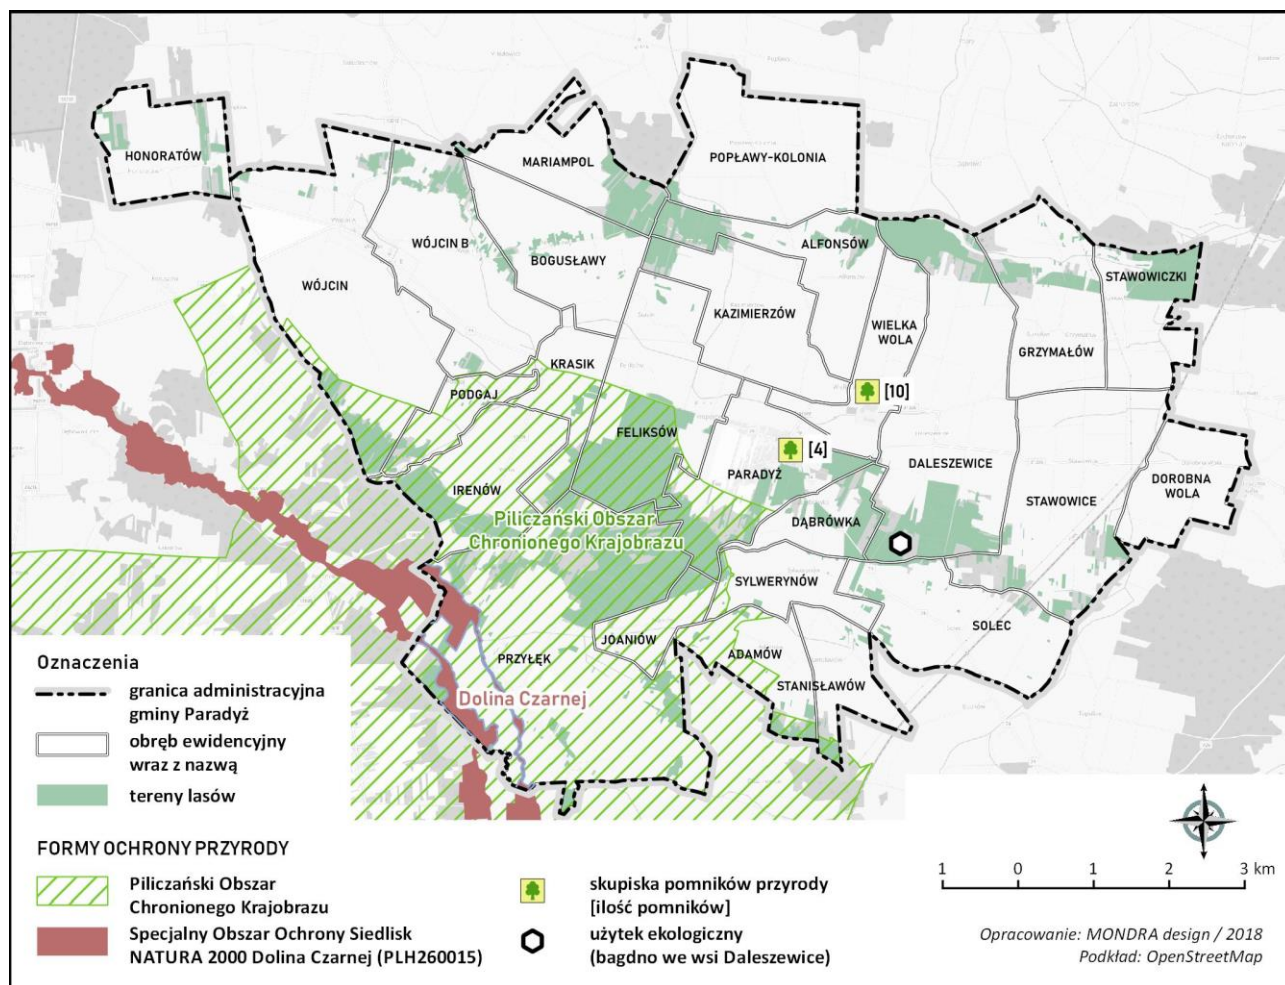 HONORATÓW
MARIAMPOL
POPŁAWY-KOLONIA
WÓJCIN B
BOGUSŁAWY
ALFONSÓW
STAWOWICZKI
WÓJCIN
KAZIMIERZÓW
WIELKA
WOLA
GRZYMAŁÓW
KRASIK
PODGAJ
[10]
FELIKSÓW
[4]
PARADYŻ
DALESZEWICE
DOROBNA
WOLA
IRENÓW
STAWOWICE
Piliczański Obszar
Chronionego Krajobrazu
DĄBRÓWKA
SYLWERYNÓW
SOLEC
JOANIÓW
ADAMÓW
PRZYŁĘK
STANISŁAWÓW
Dolina Czarnej
Oznaczenia
granica administracyjna
gminy Paradyż
obręb ewidencyjny
wraz z nazwą
tereny lasów
FORMY OCHRONY PRZYRODY
Piliczański Obszar
Chronionego Krajobrazu
Specjalny Obszar Ochrony Siedlisk
NATURA 2000 Dolina Czarnej (PLH260015)
skupiska pomników przyrody
[ilość pomników]
użytek ekologiczny
(bagdno we wsi Daleszewice)
1 0 1 2 3 km
Opracowanie: MONDRA design / 2018
Podkład: OpenStreetMap